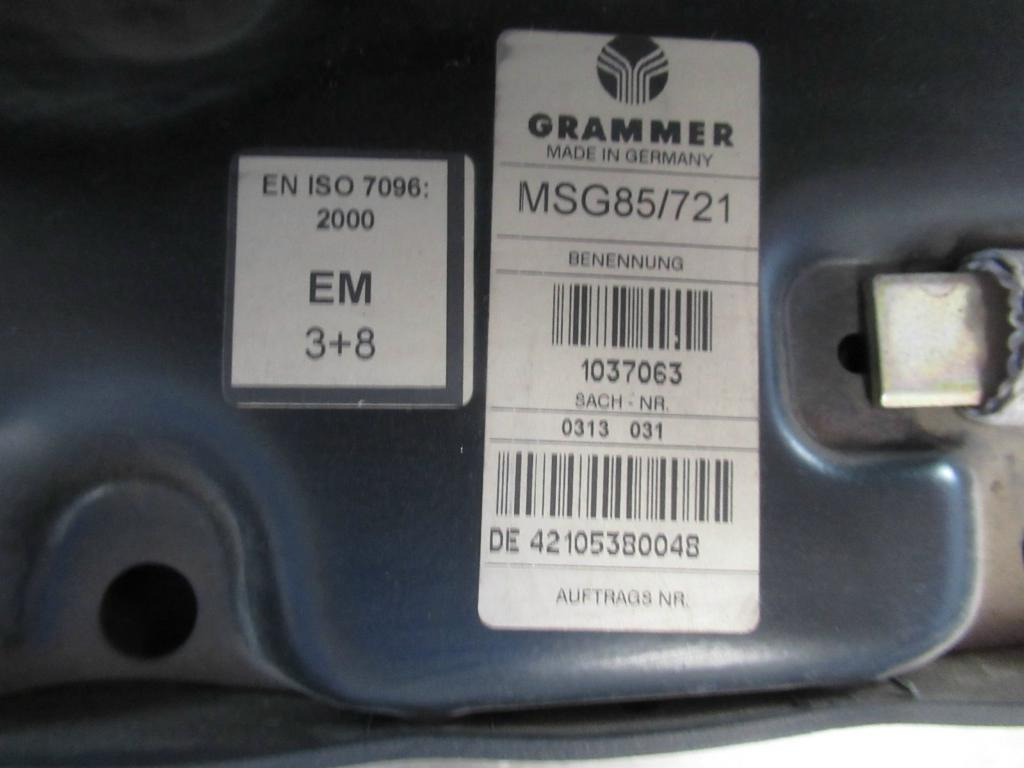 EN ISO 7096:
2000
EM
3+8
GRAMMER
MADE IN GERMANY
MSG85/721
BENENNUNG
1037063
SACH - NR.
0313 031
DE 42105380048
AUFTRAGS NR.